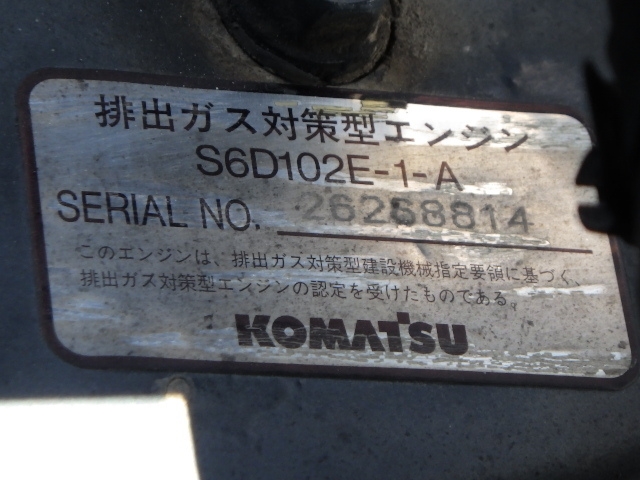 排出ガス対策型エンジン
S6D102E-1-A
SERIAL NO. 26268814
このエンジンは、排出ガス対策型建設機械指定要領に基づく、
排出ガス対策型エンジンの認定を受けたものである。
KOMATSU